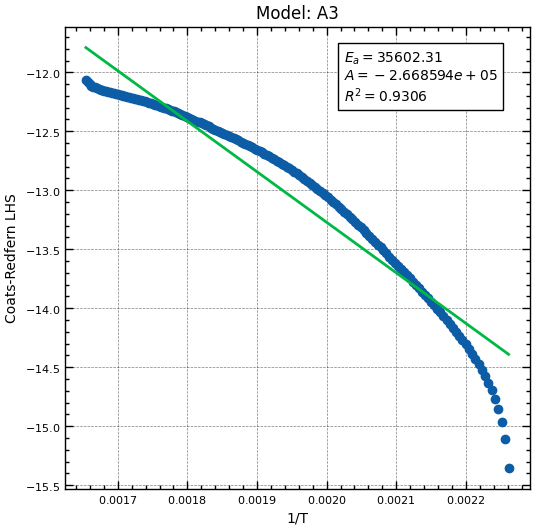 Model: A3
Eₐ = 35602.31
A = −2.668594e + 05
R² = 0.9306
−12.0
−12.5
−13.0
−13.5
−14.0
−14.5
−15.0
−15.5
Coats-Redfern LHS
0.0017 0.0018 0.0019 0.0020 0.0021 0.0022
1/T